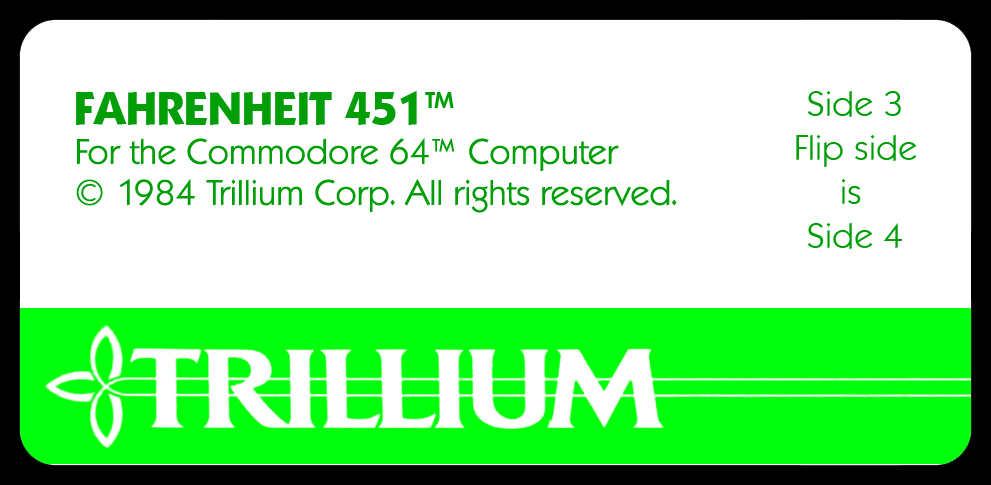 FAHRENHEIT 451™
For the Commodore 64™ Computer
© 1984 Trillium Corp. All rights reserved.
Side 3
Flip side
is
Side 4
TRILLIUM